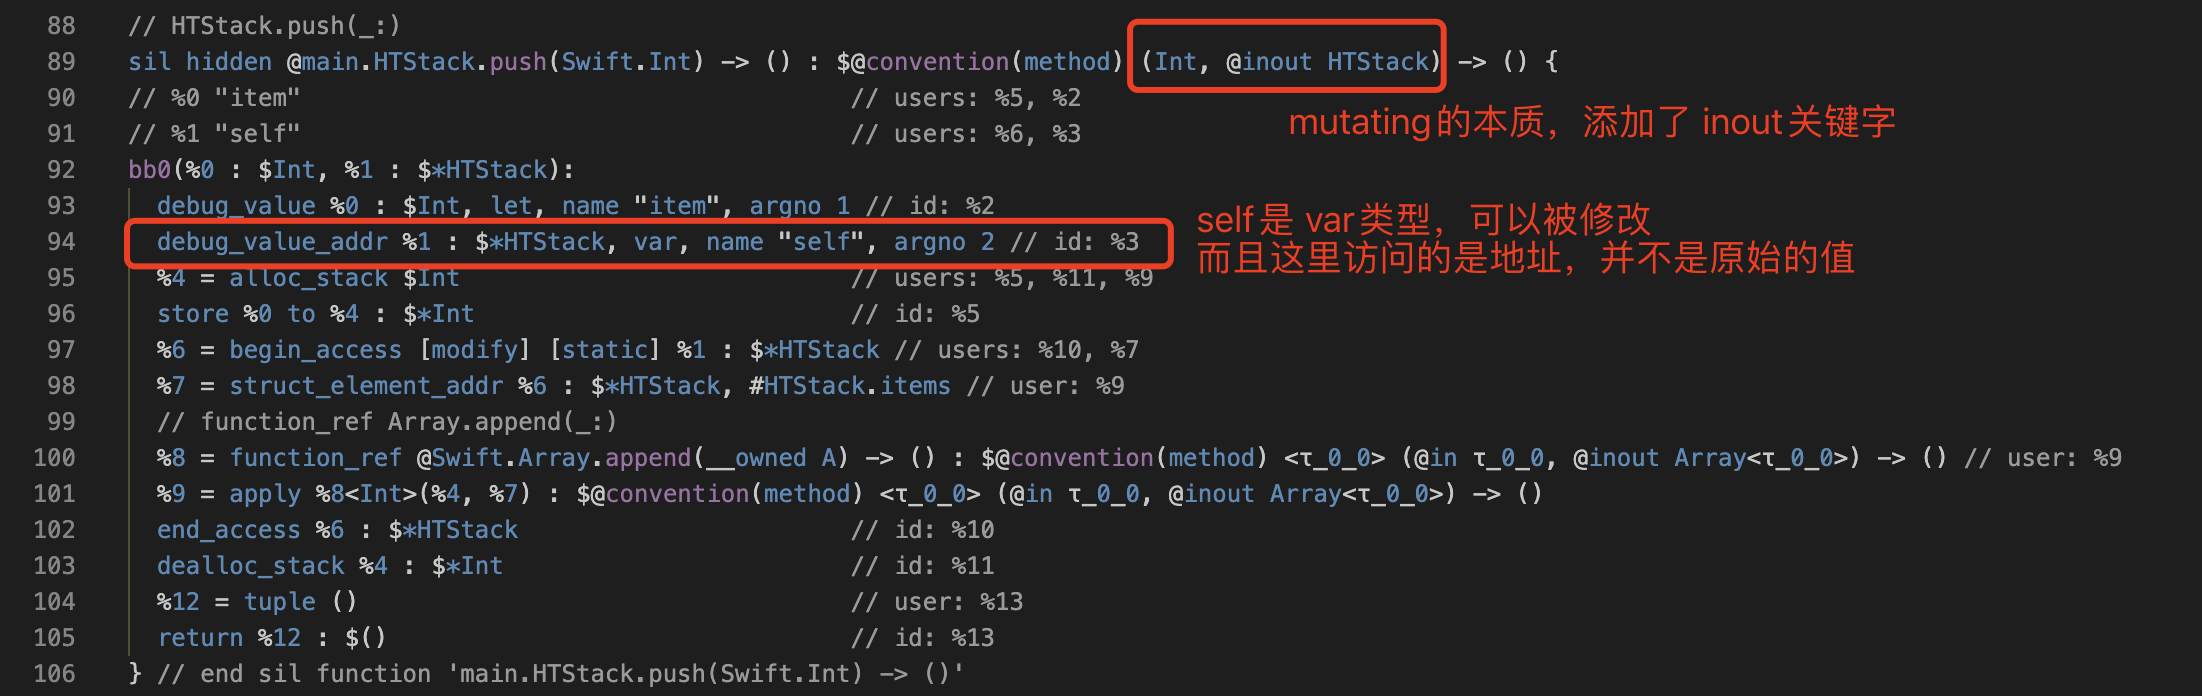 88 // HTStack.push(_:)
89 sil hidden @main.HTStack.push(Swift.Int) -> () : $@convention(method) (Int, @inout HTStack) -> () {
90 // %0 "item" // users: %5, %2
mutating的本质，添加了 inout关键字
91 // %1 "self" // users: %6, %3
92 bb0(%0 : $Int, %1 : $*HTStack):
93 debug_value %0 : $Int, let, name "item", argno 1 // id: %2
self是 var类型，可以被修改
94 debug_value_addr %1 : $*HTStack, var, name "self", argno 2 // id: %3
而且这里访问的是地址，并不是原始的值
95 %4 = alloc_stack $Int // users: %5, %11, %9
96 store %0 to %4 : $*Int // id: %5
97 %6 = begin_access [modify] [static] %1 : $*HTStack // users: %10, %7
98 %7 = struct_element_addr %6 : $*HTStack, #HTStack.items // user: %9
99 // function_ref Array.append(_:)
100 %8 = function_ref @Swift.Array.append(__owned A) -> () : $@convention(method) <τ_0_0> (@in τ_0_0, @inout Array<τ_0_0>) -> () // user: %9
101 %9 = apply %8<Int>(%4, %7) : $@convention(method) <τ_0_0> (@in τ_0_0, @inout Array<τ_0_0>) -> ()
102 end_access %6 : $*HTStack // id: %10
103 dealloc_stack %4 : $*Int // id: %11
104 %12 = tuple () // user: %13
105 return %12 : $() // id: %13
106 } // end sil function 'main.HTStack.push(Swift.Int) -> ()'